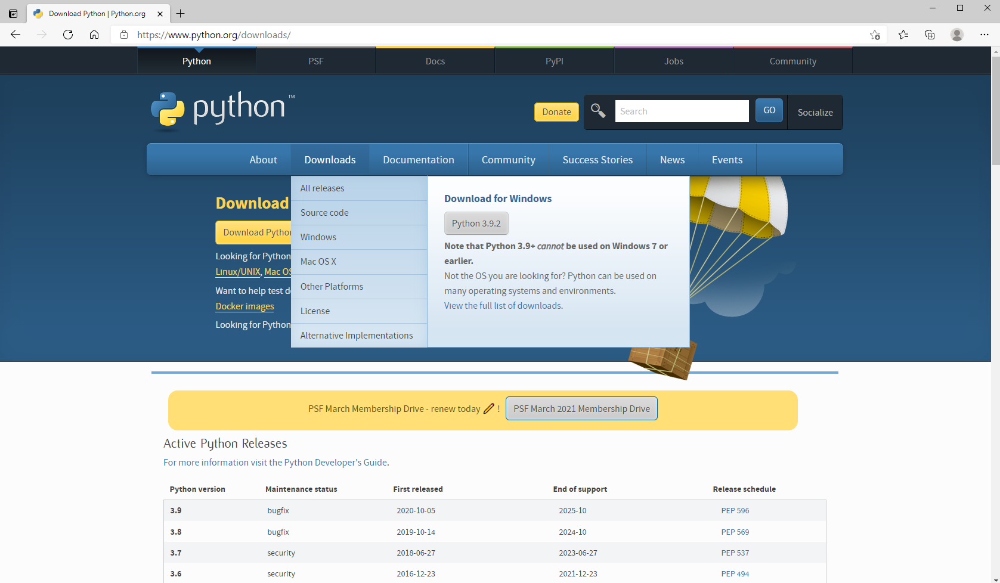 Download Python | Python.org
https://www.python.org/downloads/
Python
PSF
Docs
PyPI
Jobs
Community
python™
Donate
Search
GO
Socialize
About
Downloads
Documentation
Community
Success Stories
News
Events
All releases
Source code
Windows
Mac OS X
Other Platforms
License
Alternative Implementations
Download for Windows
Python 3.9.2
Note that Python 3.9+ cannot be used on Windows 7 or
earlier.
Not the OS you are looking for? Python can be used on
many operating systems and environments.
View the full list of downloads.
Download
Download Python
Looking for Python
Linux/UNIX, Mac OS
Want to help test d
Docker images
Looking for Python
PSF March Membership Drive - renew today !
PSF March 2021 Membership Drive
Active Python Releases
For more information visit the Python Developer's Guide.
Python version Maintenance status First released End of support Release schedule
3.9 bugfix 2020-10-05 2025-10 PEP 596
3.8 bugfix 2019-10-14 2024-10 PEP 569
3.7 security 2018-06-27 2023-06-27 PEP 537
3.6 security 2016-12-23 2021-12-23 PEP 494